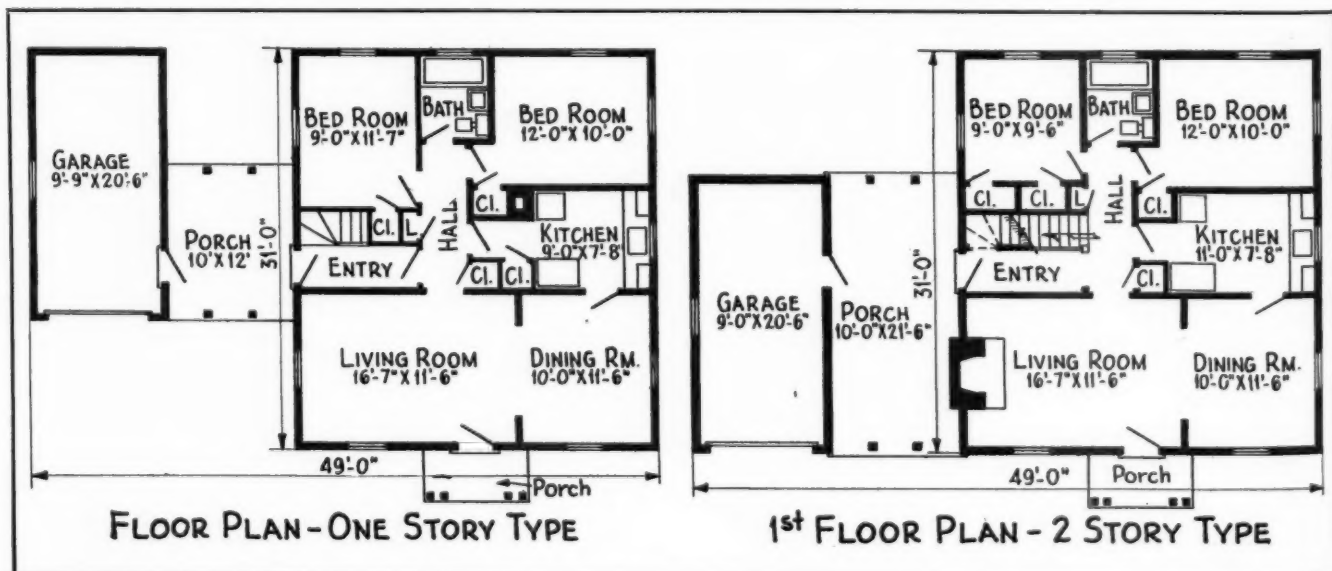 BED ROOM
9'-0"X11'-7"
BATH
BED ROOM
12'-0"X10'-0"
GARAGE
9'-9"X20'-6"
PORCH
10'X12'
31'-0"
CL.
L.
HALL
CL.
KITCHEN
9'-0"X7'-8"
ENTRY
CL.
CL.
LIVING ROOM
16'-7"X11'-6"
DINING RM.
10'-0"X11'-6"
49'-0"
Porch
FLOOR PLAN - ONE STORY TYPE
BED ROOM
9'-0"X9'-6"
BATH
BED ROOM
12'-0"X10'-0"
CL.
CL.
L
HALL
CL.
KITCHEN
11'-0"X7'-8"
ENTRY
CL.
31'-0"
GARAGE
9'-0"X20'-6"
PORCH
10'-0"X21'-6"
LIVING ROOM
16'-7"X11'-6"
DINING RM.
10'-0"X11'-6"
49'-0"
Porch
1st FLOOR PLAN - 2 STORY TYPE